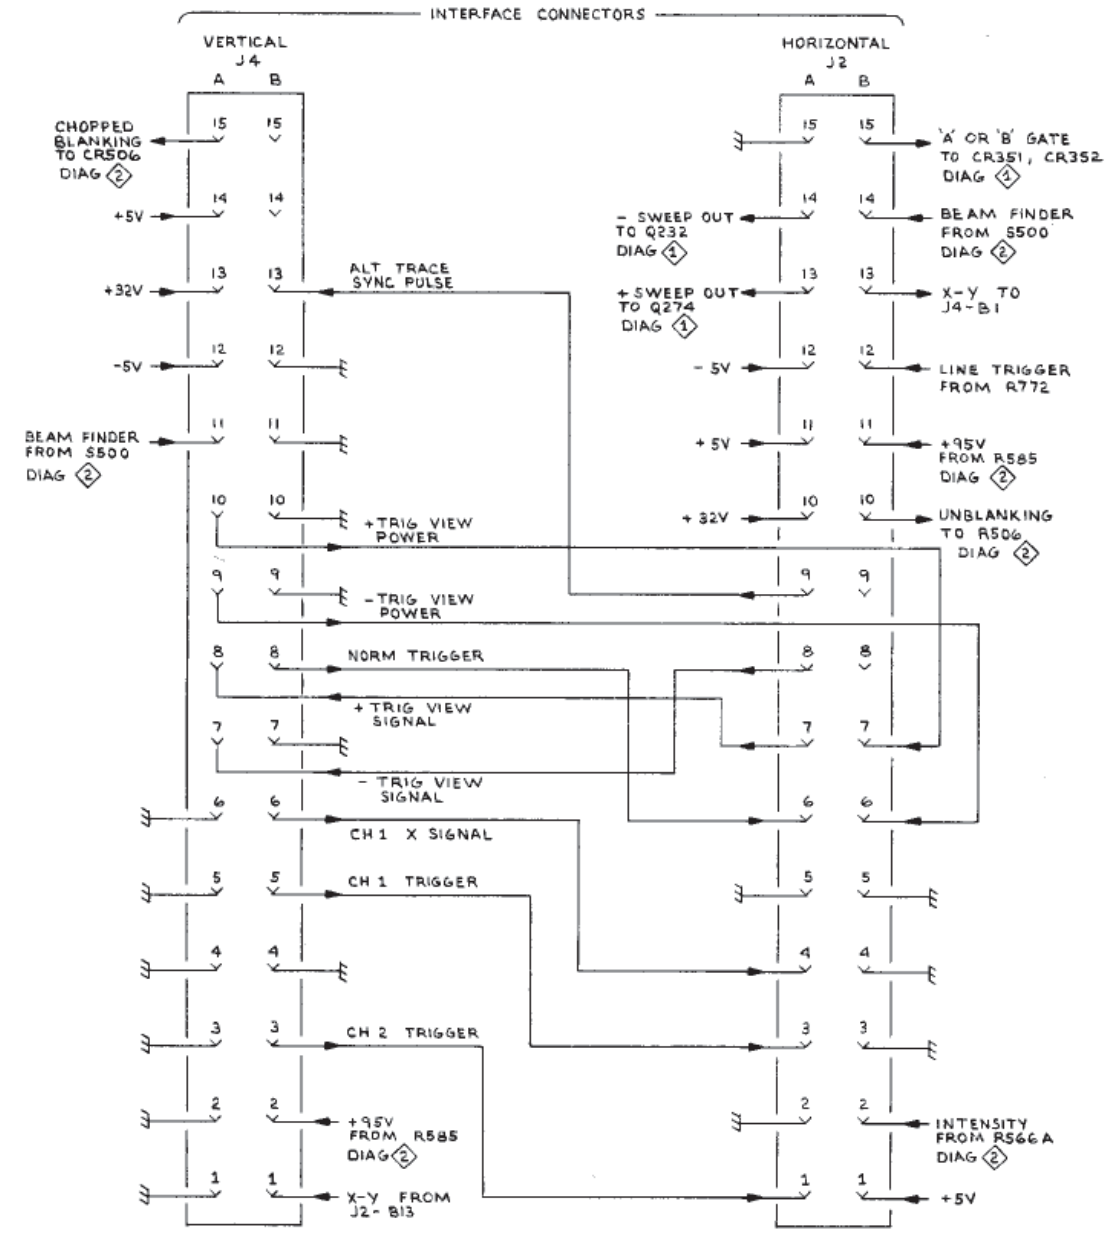 INTERFACE CONNECTORS
VERTICAL
J4
A B
15 15
CHOPPED
BLANKING
TO CR506
DIAG 2
14 14
+5V
13 13
+32V
ALT TRACE
SYNC PULSE
12 12
-5V
11 11
BEAM FINDER
FROM S500
DIAG 2
10 10
+TRIG VIEW
POWER
9 9
-TRIG VIEW
POWER
8 8
NORM TRIGGER
+ TRIG VIEW
SIGNAL
7 7
- TRIG VIEW
SIGNAL
6 6
CH 1 X SIGNAL
5 5
CH 1 TRIGGER
4 4
3 3
CH 2 TRIGGER
2 2
+95V
FROM R585
DIAG 2
1 1
X-Y FROM
J2-B13
HORIZONTAL
J2
A B
15 15
'A' OR 'B' GATE
TO CR351, CR352
DIAG 1
14 14
- SWEEP OUT
TO Q232
DIAG 1
BEAM FINDER
FROM S500
DIAG 2
13 13
+ SWEEP OUT
TO Q274
DIAG 1
X-Y TO
J4-B1
12 12
- 5V
LINE TRIGGER
FROM R772
11 11
+ 5V
+95V
FROM R585
DIAG 2
10 10
+ 32V
UNBLANKING
TO R506
DIAG 2
9 9
8 8
7 7
6 6
5 5
4 4
3 3
2 2
INTENSITY
FROM R566A
DIAG 2
1 1
+5V